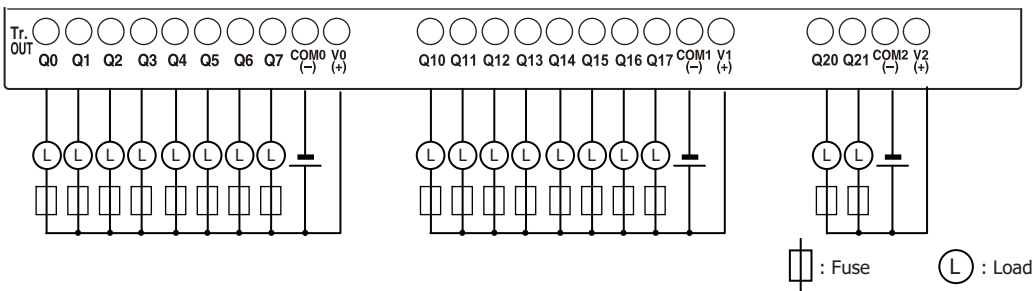 Tr.
OUT
Q0 Q1 Q2 Q3 Q4 Q5 Q6 Q7 COM0 (–) V0 (+) Q10 Q11 Q12 Q13 Q14 Q15 Q16 Q17 COM1 (–) V1 (+) Q20 Q21 COM2 (–) V2 (+)
L L L L L L L L L L L L L L L L L L
: Fuse L : Load